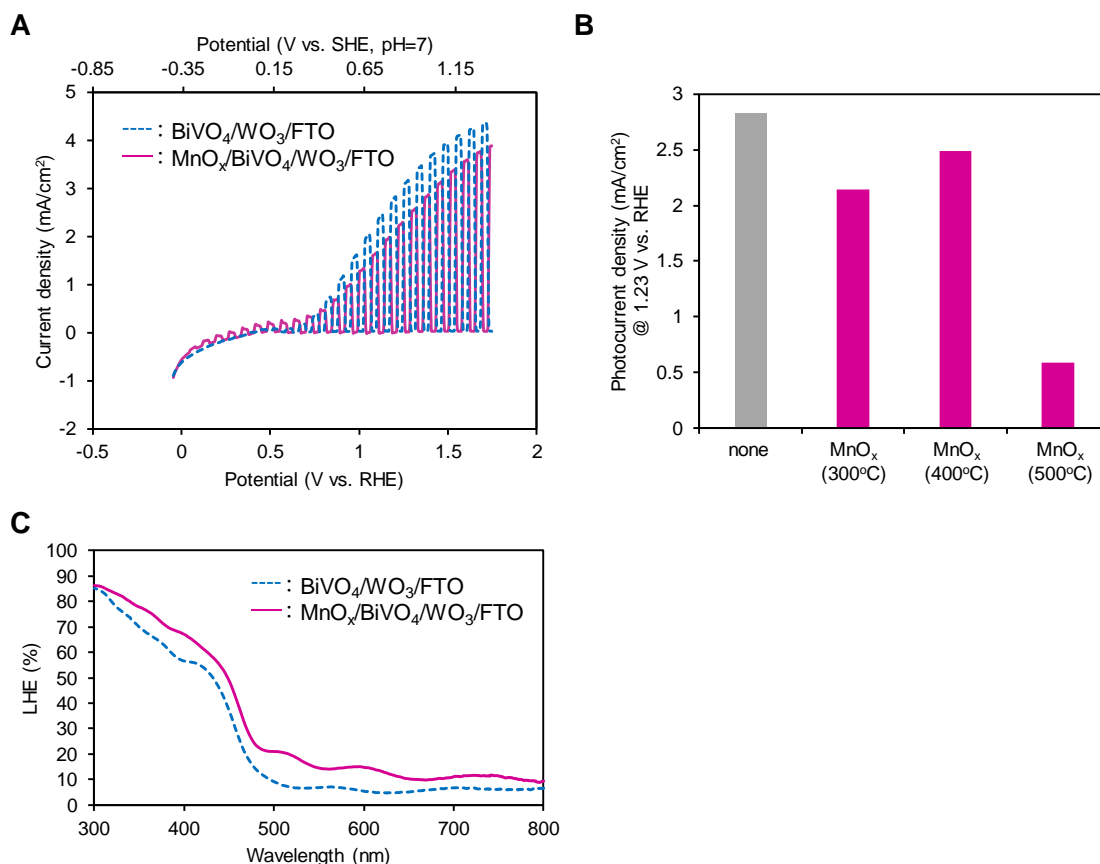 A
Potential (V vs. SHE, pH=7)
-0.85 -0.35 0.15 0.65 1.15
5
4
3
2
1
0
-1
-2
Current density (mA/cm²)
: BiVO₄/WO₃/FTO
: MnOₓ/BiVO₄/WO₃/FTO
-0.5 0 0.5 1 1.5 2
Potential (V vs. RHE)
B
3
2.5
2
1.5
1
0.5
0
Photocurrent density (mA/cm²)
@ 1.23 V vs. RHE
none MnOₓ MnOₓ MnOₓ
(300°C) (400°C) (500°C)
C
100
90
80
70
60
50
40
30
20
10
0
LHE (%)
: BiVO₄/WO₃/FTO
: MnOₓ/BiVO₄/WO₃/FTO
300 400 500 600 700 800
Wavelength (nm)